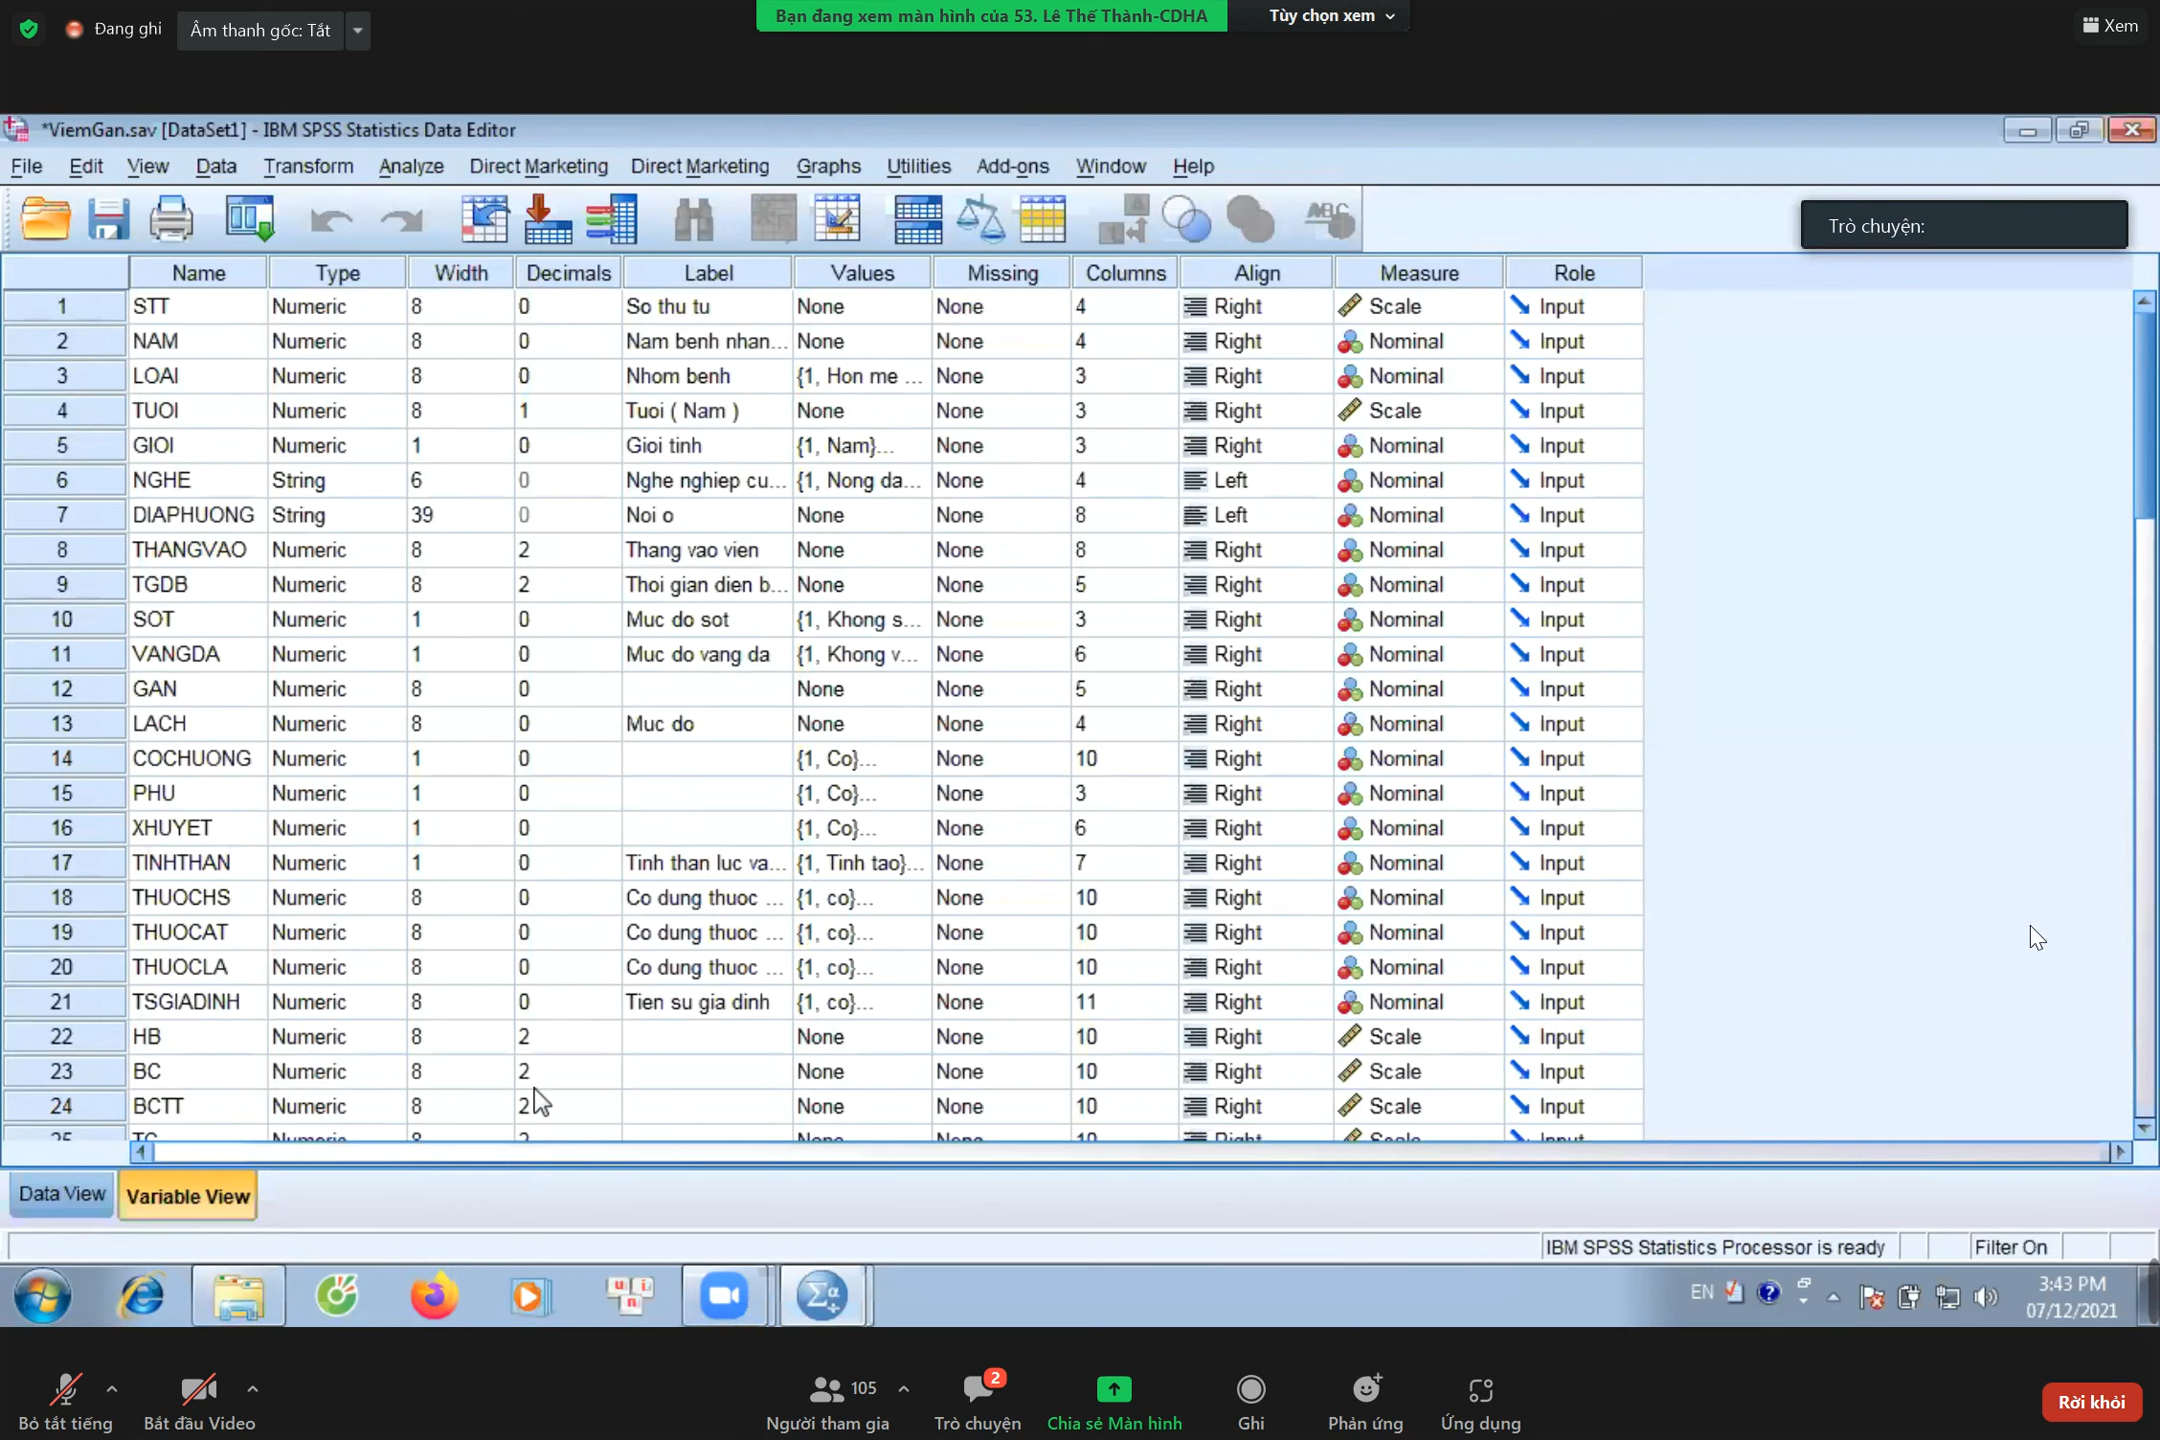 Đang ghi
Âm thanh gốc: Tắt
Bạn đang xem màn hình của 53. Lê Thế Thành-CDHA
Tùy chọn xem
Xem
*ViemGan.sav [DataSet1] - IBM SPSS Statistics Data Editor
File Edit View Data Transform Analyze Direct Marketing Direct Marketing Graphs Utilities Add-ons Window Help
Trò chuyện:
Name Type Width Decimals Label Values Missing Columns Align Measure Role
1 STT Numeric 8 0 So thu tu None None 4 Right Scale Input
2 NAM Numeric 8 0 Nam benh nhan... None None 4 Right Nominal Input
3 LOAI Numeric 8 0 Nhom benh {1, Hon me ... None 3 Right Nominal Input
4 TUOI Numeric 8 1 Tuoi ( Nam ) None None 3 Right Scale Input
5 GIOI Numeric 1 0 Gioi tinh {1, Nam}... None 3 Right Nominal Input
6 NGHE String 6 0 Nghe nghiep cu... {1, Nong da... None 4 Left Nominal Input
7 DIAPHUONG String 39 0 Noi o None None 8 Left Nominal Input
8 THANGVAO Numeric 8 2 Thang vao vien None None 8 Right Nominal Input
9 TGDB Numeric 8 2 Thoi gian dien b... None None 5 Right Nominal Input
10 SOT Numeric 1 0 Muc do sot {1, Khong s... None 3 Right Nominal Input
11 VANGDA Numeric 1 0 Muc do vang da {1, Khong v... None 6 Right Nominal Input
12 GAN Numeric 8 0 None None 5 Right Nominal Input
13 LACH Numeric 8 0 Muc do None None 4 Right Nominal Input
14 COCHUONG Numeric 1 0 {1, Co}... None 10 Right Nominal Input
15 PHU Numeric 1 0 {1, Co}... None 3 Right Nominal Input
16 XHUYET Numeric 1 0 {1, Co}... None 6 Right Nominal Input
17 TINHTHAN Numeric 1 0 Tinh than luc va... {1, Tinh tao}... None 7 Right Nominal Input
18 THUOCHS Numeric 8 0 Co dung thuoc ... {1, co}... None 10 Right Nominal Input
19 THUOCAT Numeric 8 0 Co dung thuoc ... {1, co}... None 10 Right Nominal Input
20 THUOCLA Numeric 8 0 Co dung thuoc ... {1, co}... None 10 Right Nominal Input
21 TSGIADINH Numeric 8 0 Tien su gia dinh {1, co}... None 11 Right Nominal Input
22 HB Numeric 8 2 None None 10 Right Scale Input
23 BC Numeric 8 2 None None 10 Right Scale Input
24 BCTT Numeric 8 2 None None 10 Right Scale Input
25 Numeric 8 2 None None 10 Right Scale Input
Data View Variable View
IBM SPSS Statistics Processor is ready Filter On
EN
3:43 PM
07/12/2021
105
2
Bỏ tắt tiếng Bắt đầu Video Người tham gia Trò chuyện Chia sẻ Màn hình Ghi Phản ứng Ứng dụng
Rời khỏi